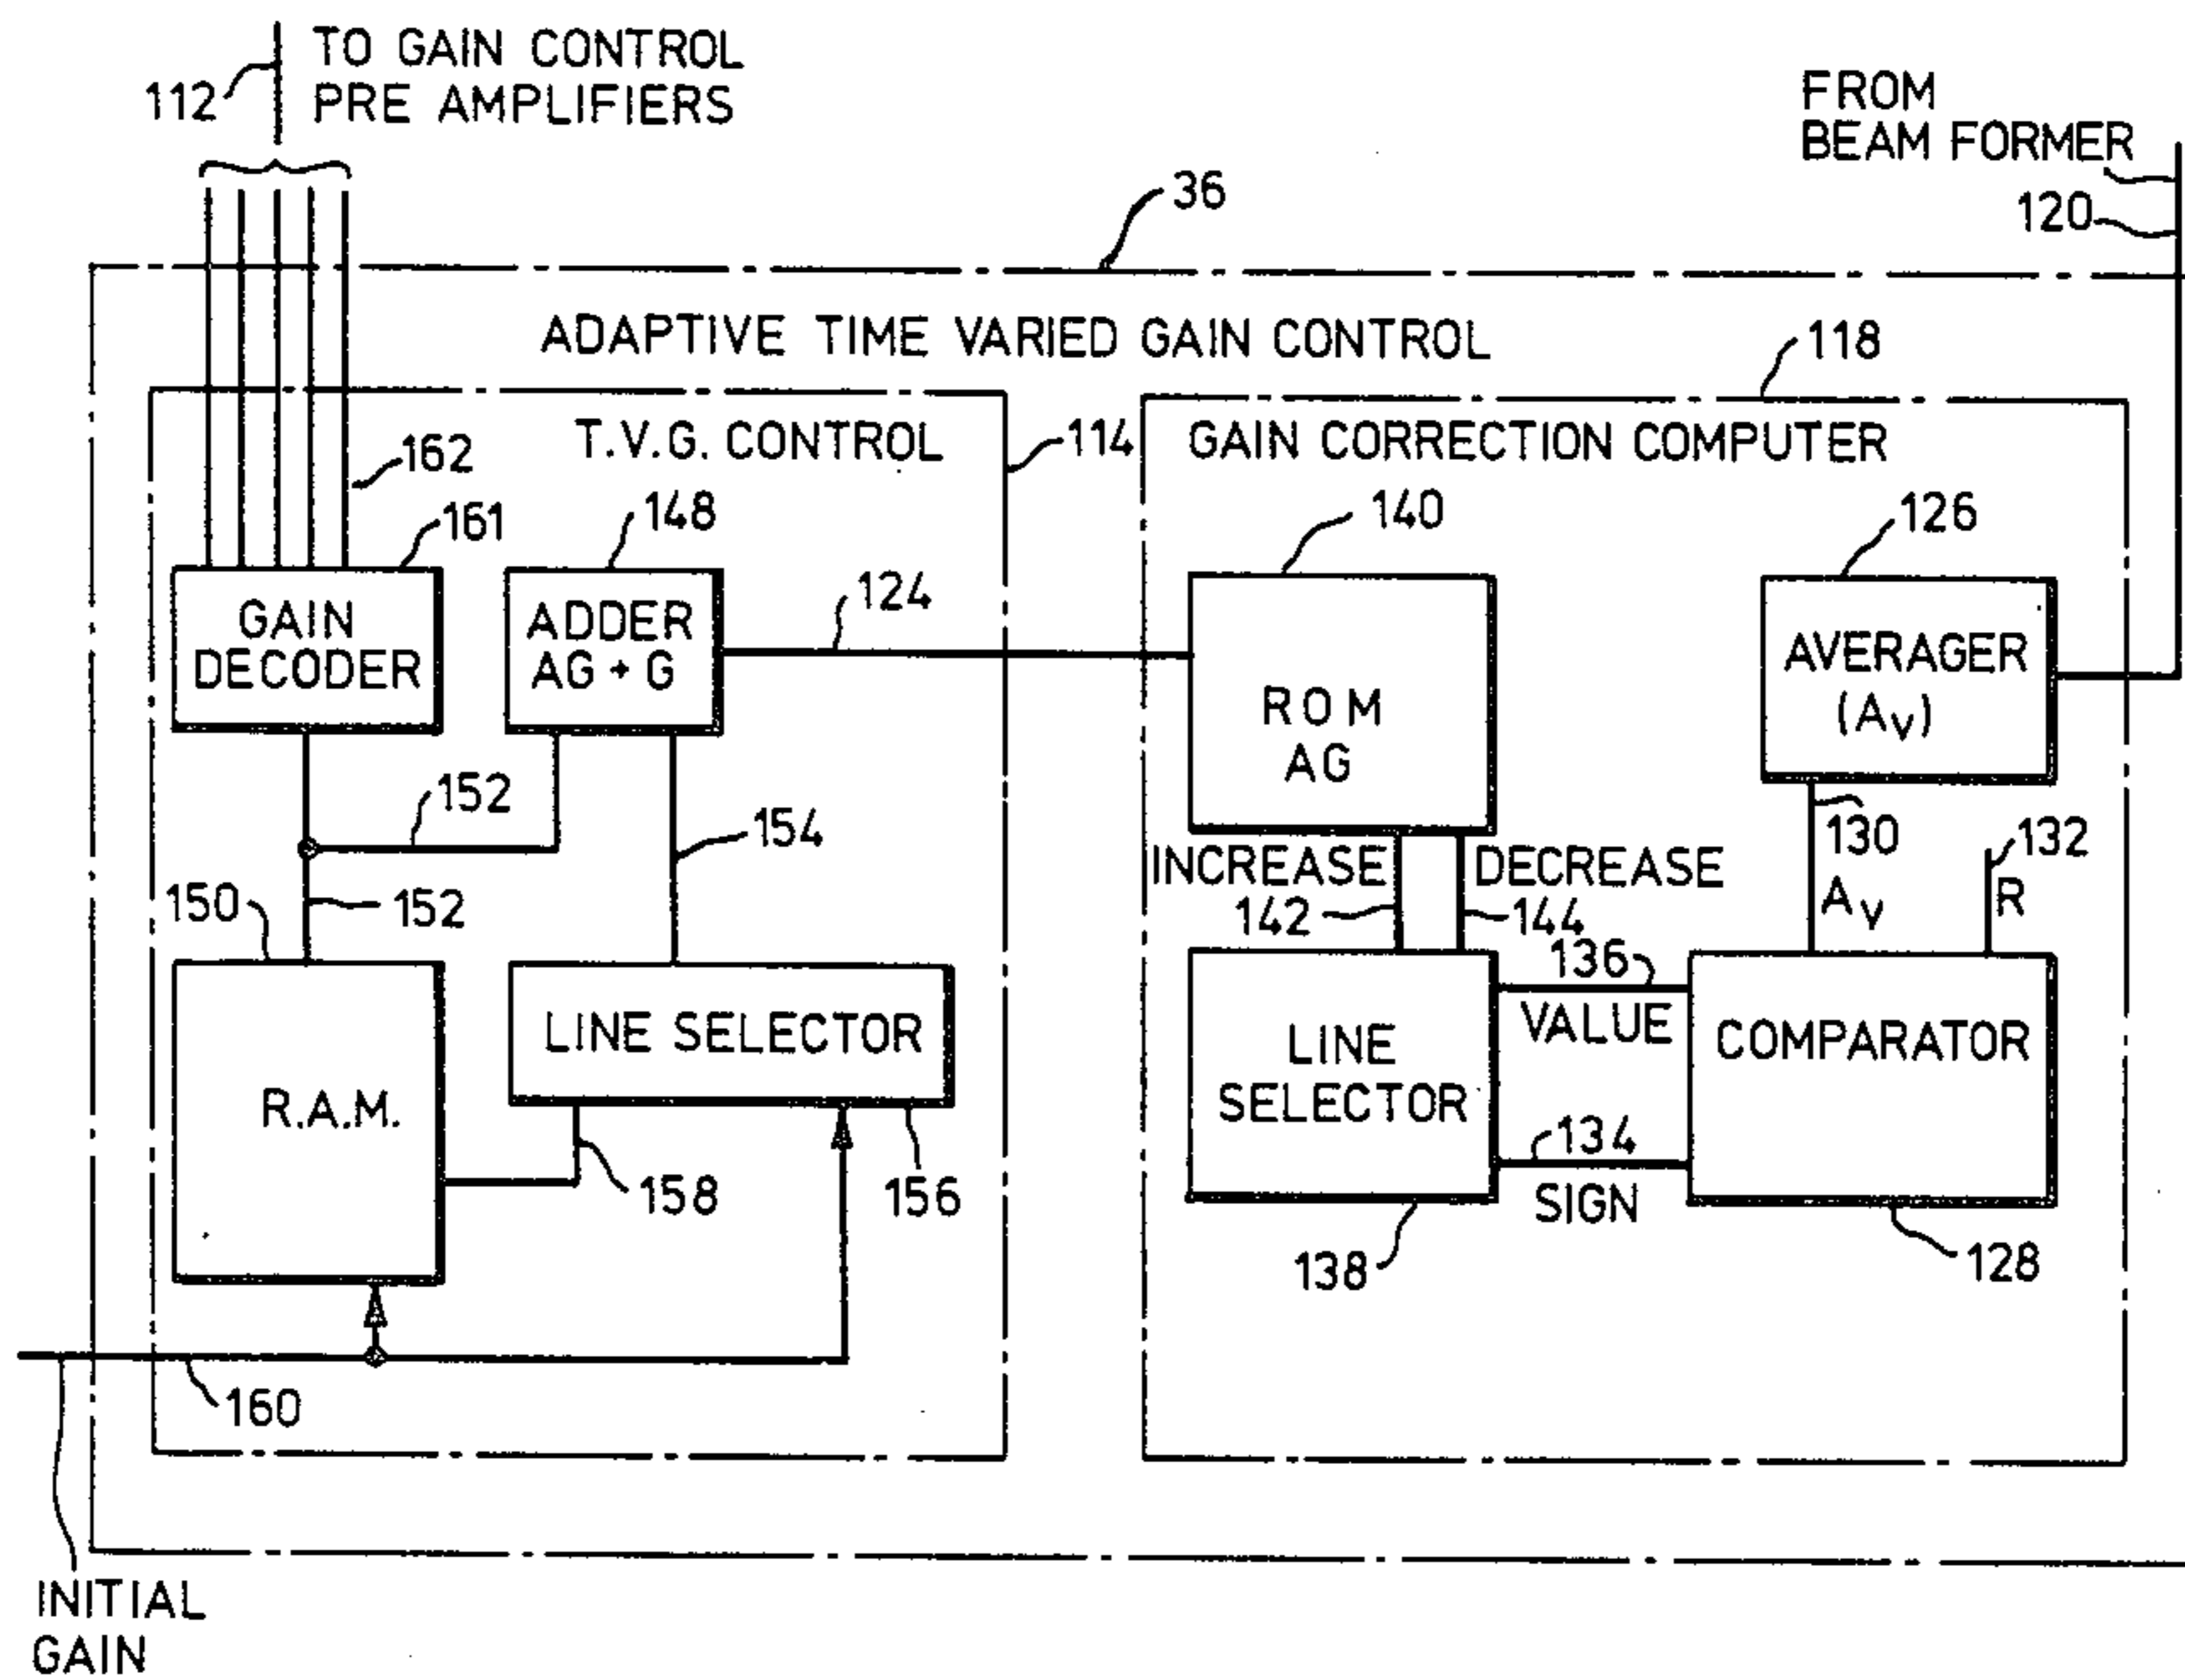 TO GAIN CONTROL
PRE AMPLIFIERS
112
FROM
BEAM FORMER
120
36
ADAPTIVE TIME VARIED GAIN CONTROL
118
T.V.G. CONTROL
114
GAIN CORRECTION COMPUTER
162
161
148
140
126
GAIN
DECODER
ADDER
AG + G
124
ROM
AG
AVERAGER
(AV)
152
154
130
AV
132
R
INCREASE
142
DECREASE
144
150
152
136
VALUE
R.A.M.
LINE SELECTOR
LINE
SELECTOR
COMPARATOR
134
SIGN
158
156
138
128
160
INITIAL
GAIN